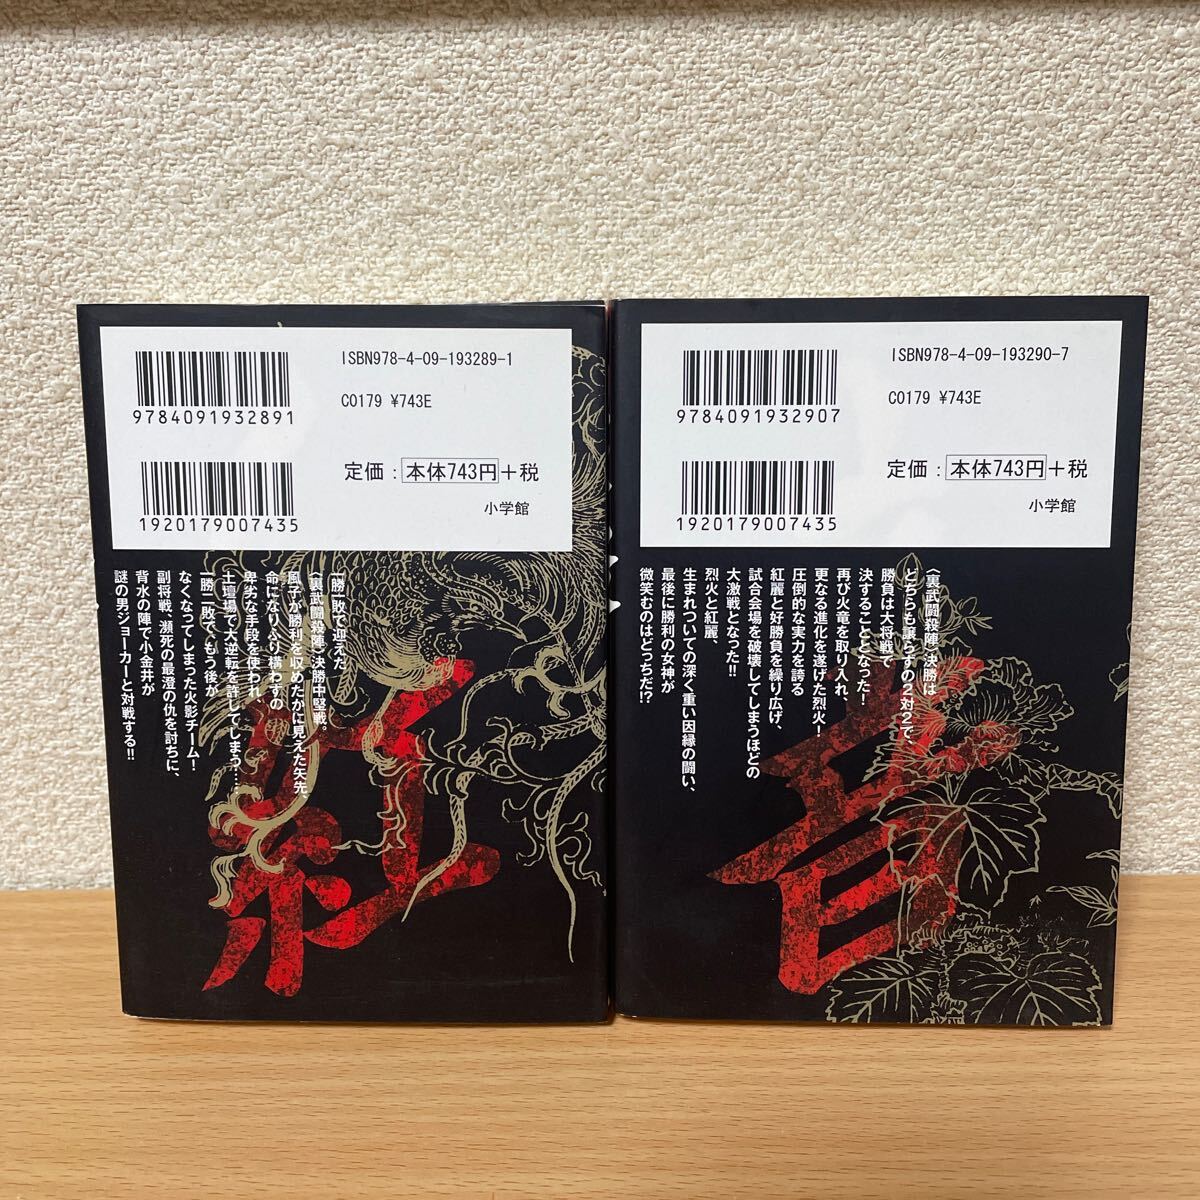 ISBN978-4-09-193289-1
9784091932891
C0179 ¥743E
定価：本体743円＋税
1920179007435
小学館
一勝一敗で迎えた
〈裏武闘殺陣〉決勝中堅戦。
風子が勝利を収めたかに見えた矢先、
命になりふり構わずの
卑劣な手段を使われ、
土壇場で大逆転を許してしまう……
一勝二敗で、もう後が
なくなってしまった火影チーム！
副将戦、瀕死の最澄の仇を討ちに、
背水の陣で小金井が
謎の男ジョーカーと対戦する!!
紅
ISBN978-4-09-193290-7
9784091932907
C0179 ¥743E
定価：本体743円＋税
1920179007435
小学館
〈裏武闘殺陣〉決勝は
どちらも譲らずの2対2で
勝負は大将戦で
決することとなった！
再び火竜を取り入れ、
更なる進化を遂げた烈火！
圧倒的な実力を誇る
紅麗と好勝負を繰り広げ、
試合会場を破壊してしまうほどの
大激戦となった!!
烈火と紅麗、
生まれついての深く重い因縁の闘い、
最後に勝利の女神が
微笑むのはどっちだ!?